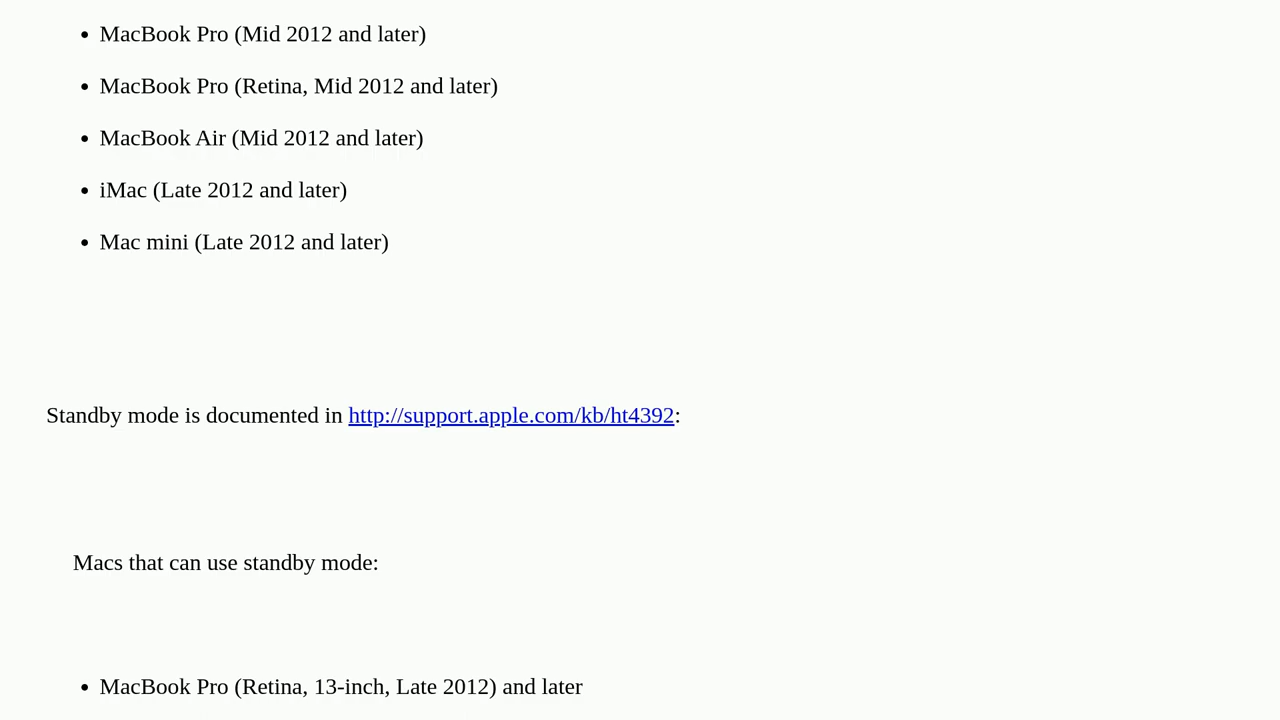 • MacBook Pro (Mid 2012 and later)
• MacBook Pro (Retina, Mid 2012 and later)
• MacBook Air (Mid 2012 and later)
• iMac (Late 2012 and later)
• Mac mini (Late 2012 and later)
Standby mode is documented in http://support.apple.com/kb/ht4392:
Macs that can use standby mode:
• MacBook Pro (Retina, 13-inch, Late 2012) and later